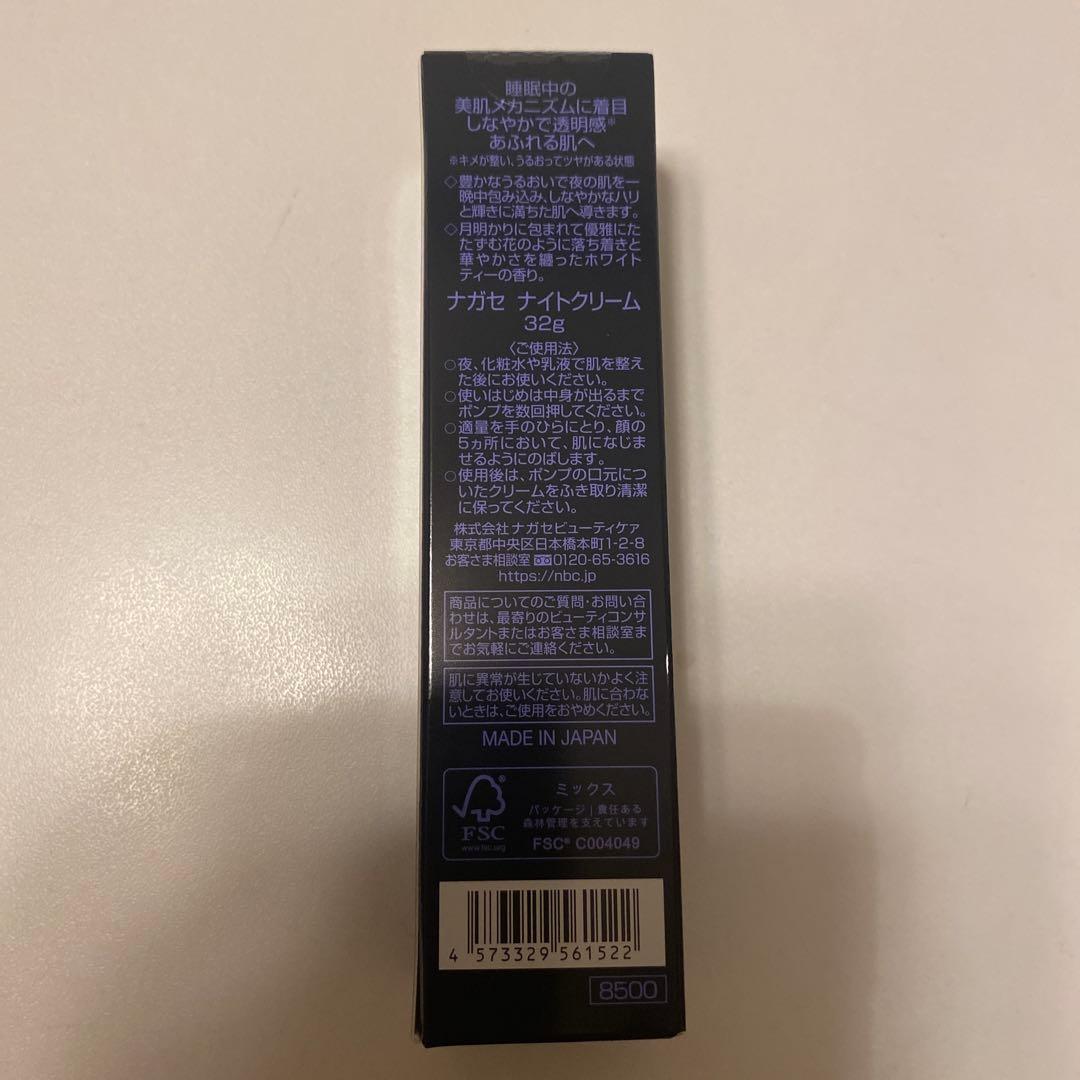 睡眠中の
美肌メカニズムに着目
しなやかで透明感※
あふれる肌へ
※キメが整い、うるおってツヤがある状態
◇豊かなうるおいで夜の肌を一
晩中包み込み、しなやかなハリ
と輝きに満ちた肌へ導きます。
◇月明かりに包まれて優雅にた
たずむ花のように落ち着きと
華やかさを纏ったホワイト
ティーの香り。
ナガセ ナイトクリーム
32g
〈ご使用法〉
○夜、化粧水や乳液で肌を整え
た後にお使いください。
○使いはじめは中身が出るまで
ポンプを数回押してください。
○適量を手のひらにとり、顔の
5ヵ所において、肌になじま
せるようにのばします。
○使用後は、ポンプの口元につ
いたクリームをふき取り清潔
に保ってください。
株式会社 ナガセビューティケァ
東京都中央区日本橋本町1-2-8
お客さま相談室 0120-65-3616
https://nbc.jp
商品についてのご質問・お問い合
わせは、最寄りのビューティコンサ
ルタントまたはお客さま相談室ま
でお気軽にご連絡ください。
肌に異常が生じていないかよく注
意してお使いください。肌に合わな
いときは、ご使用をおやめください。
MADE IN JAPAN
FSC®
www.fsc.org
ミックス
パッケージ｜責任ある
森林管理を支えています
FSC® C004049
4 573329 561522
8500